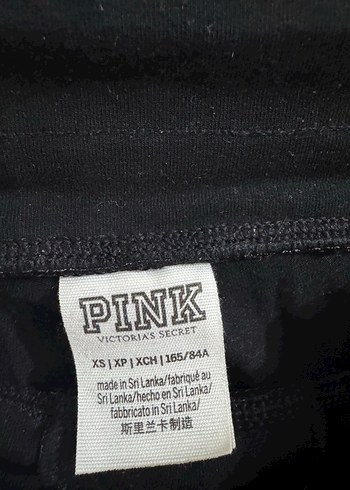 PINK
VICTORIA'S SECRET
XS | XP | XCH | 165/84A
made in Sri Lanka/fabriqué au
Sri Lanka/hecho en Sri Lanka/
fabbricato in Sri Lanka/
斯里兰卡制造